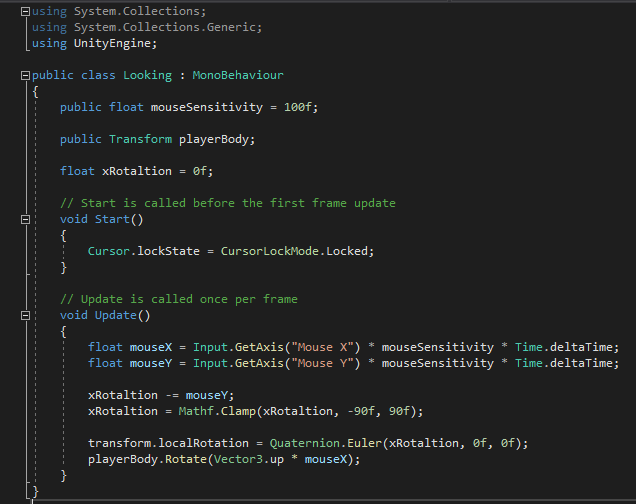 using System.Collections;
using System.Collections.Generic;
using UnityEngine;

public class Looking : MonoBehaviour
{
    public float mouseSensitivity = 100f;

    public Transform playerBody;

    float xRotaltion = 0f;

    // Start is called before the first frame update
    void Start()
    {
        Cursor.lockState = CursorLockMode.Locked;
    }

    // Update is called once per frame
    void Update()
    {
        float mouseX = Input.GetAxis("Mouse X") * mouseSensitivity * Time.deltaTime;
        float mouseY = Input.GetAxis("Mouse Y") * mouseSensitivity * Time.deltaTime;

        xRotaltion -= mouseY;
        xRotaltion = Mathf.Clamp(xRotaltion, -90f, 90f);

        transform.localRotation = Quaternion.Euler(xRotaltion, 0f, 0f);
        playerBody.Rotate(Vector3.up * mouseX);
    }
}